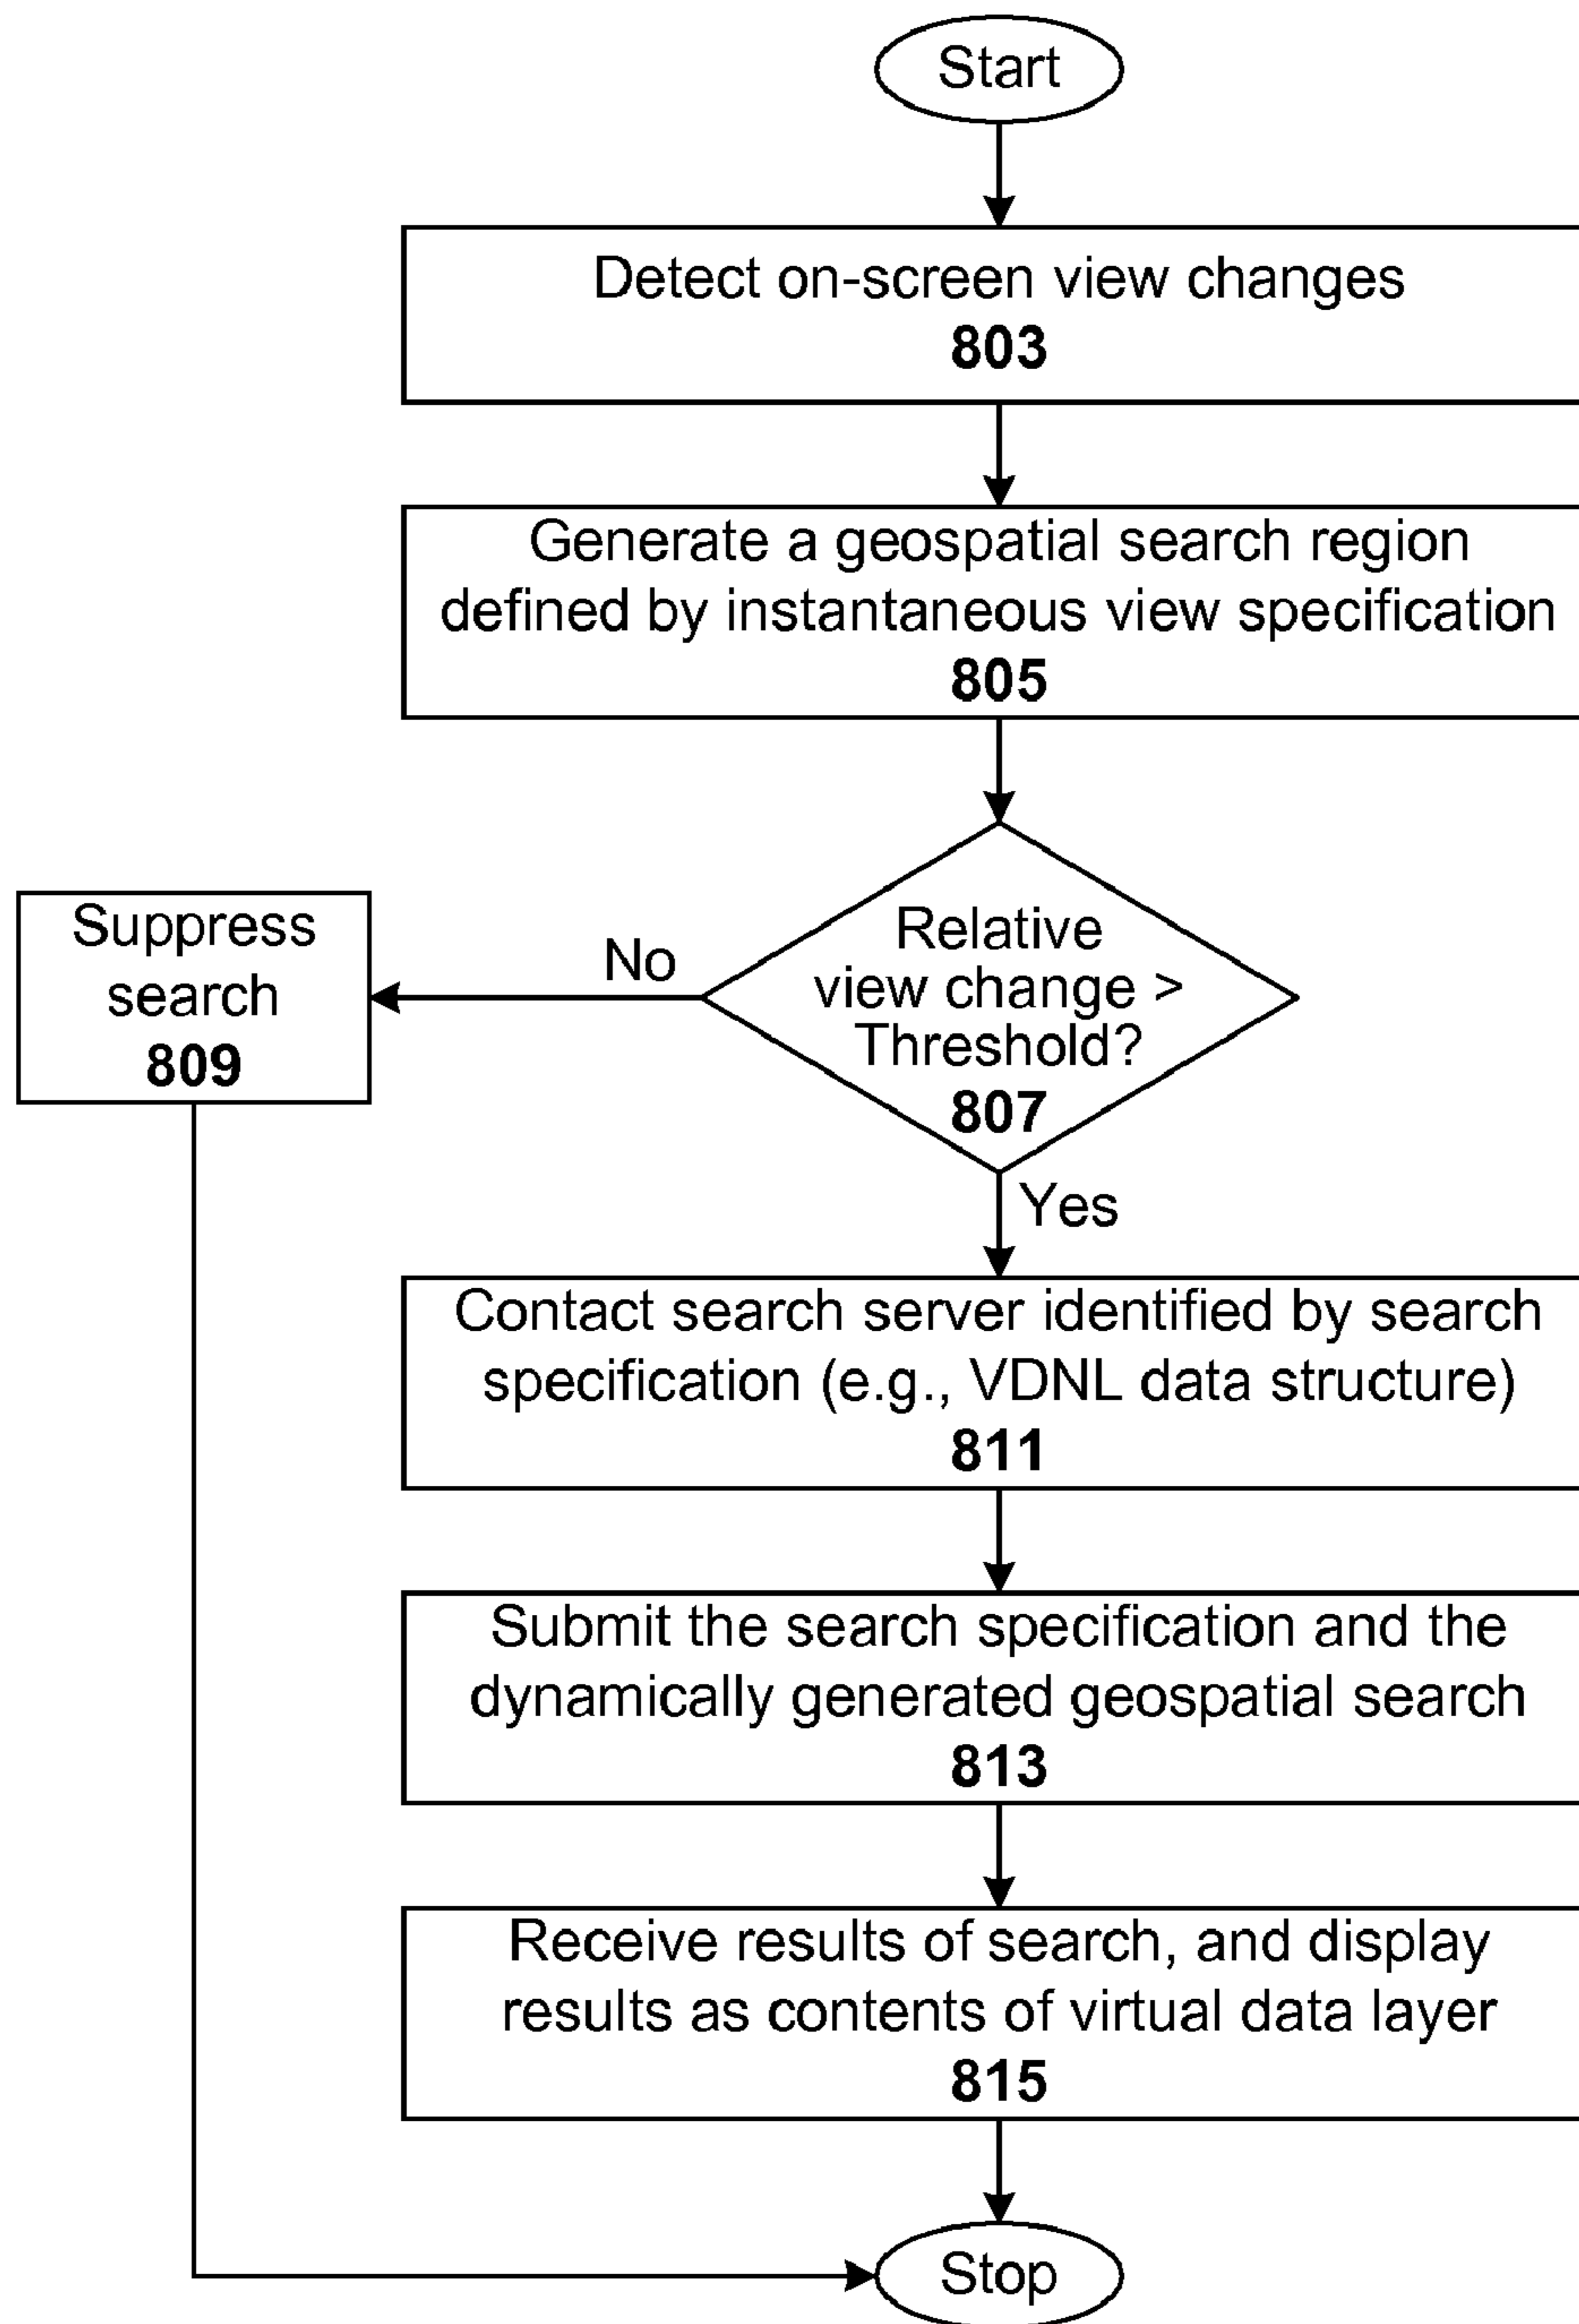 Start
Detect on-screen view changes
803
Generate a geospatial search region
defined by instantaneous view specification
805
Relative
view change >
Threshold?
807
No
Suppress
search
809
Yes
Contact search server identified by search
specification (e.g., VDNL data structure)
811
Submit the search specification and the
dynamically generated geospatial search
813
Receive results of search, and display
results as contents of virtual data layer
815
Stop